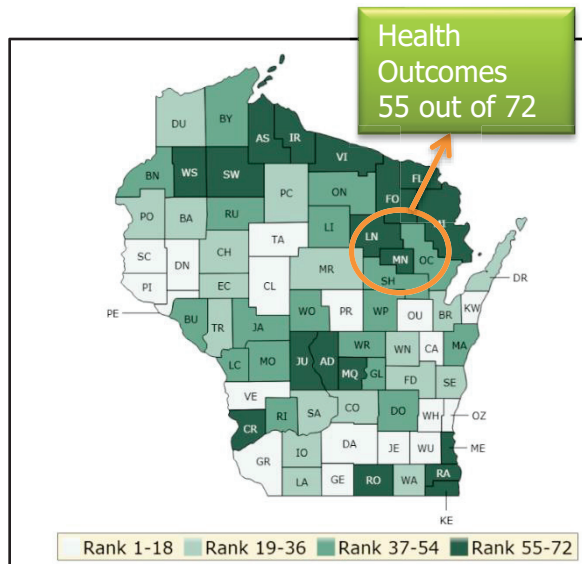 Health
Outcomes
55 out of 72
DU
BY
AS
IR
VI
FL
BN
WS
SW
PC
ON
FO
PO
BA
RU
LI
LN
MN
OC
SC
DN
TA
CH
MR
DR
PI
EC
CL
SH
PE
BU
TR
JA
WO
PR
WP
OU
BR
KW
LC
MO
JU
AD
WR
WN
CA
MA
MQ
GL
FD
SE
VE
CR
RI
SA
CO
DO
WH
OZ
IO
DA
JE
WU
ME
GR
LA
GE
RO
WA
RA
KE
Rank 1-18 Rank 19-36 Rank 37-54 Rank 55-72